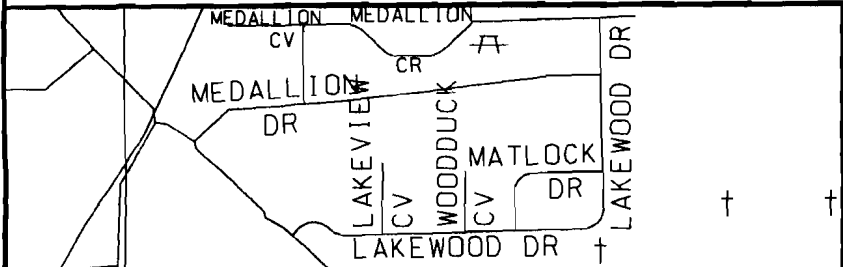 MEDALLION MEDALLION
CV
CR
MEDALLION
DR
LAKEVIEW
CV
WOODDUCK
CV
MATLOCK
DR
LAKEWOOD DR
LAKEWOOD DR